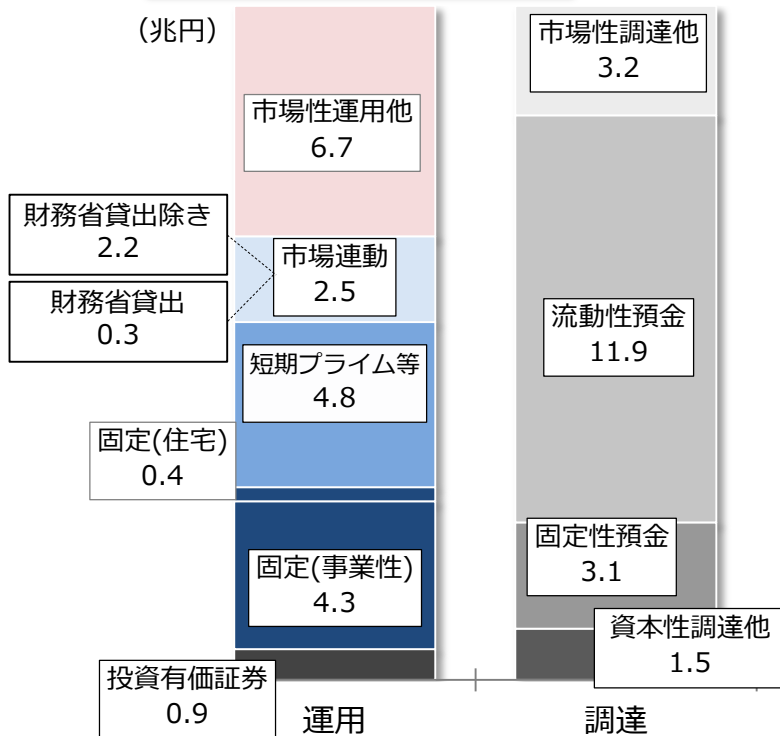 （兆円）
市場性運用他
6.7
財務省貸出除き
2.2
財務省貸出
0.3
市場連動
2.5
短期プライム等
4.8
固定(住宅)
0.4
固定(事業性)
4.3
投資有価証券
0.9
運用
市場性調達他
3.2
流動性預金
11.9
固定性預金
3.1
資本性調達他
1.5
調達